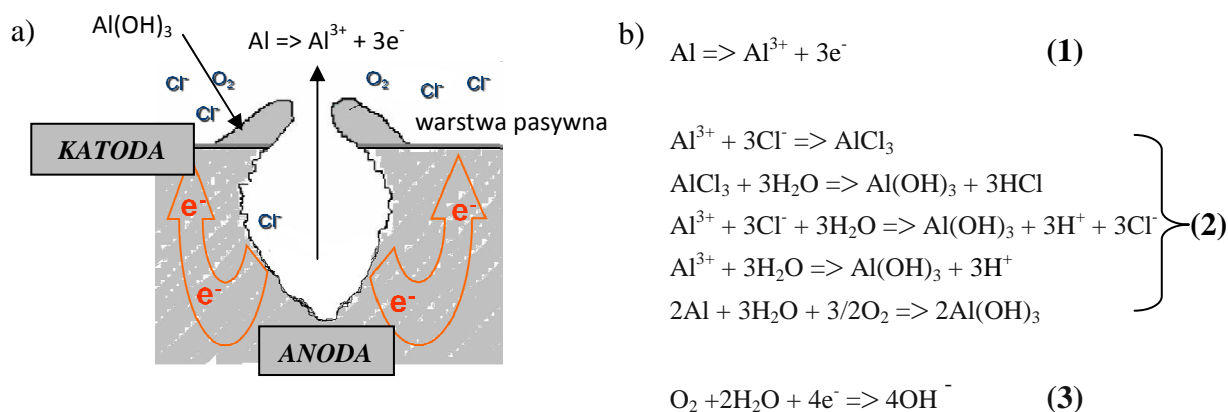 a)
Al(OH)₃
Al => Al³⁺ + 3e⁻
Cl⁻ O₂ O₂ Cl⁻ Cl⁻
Cl⁻
warstwa pasywna
KATODA
e⁻ e⁻
Cl⁻
e⁻ e⁻
ANODA
b)
Al => Al³⁺ + 3e⁻ (1)
Al³⁺ + 3Cl⁻ => AlCl₃
AlCl₃ + 3H₂O => Al(OH)₃ + 3HCl
Al³⁺ + 3Cl⁻ + 3H₂O => Al(OH)₃ + 3H⁺ + 3Cl⁻
(2)
Al³⁺ + 3H₂O => Al(OH)₃ + 3H⁺
2Al + 3H₂O + 3/2O₂ => 2Al(OH)₃
O₂ +2H₂O + 4e⁻ => 4OH⁻ (3)